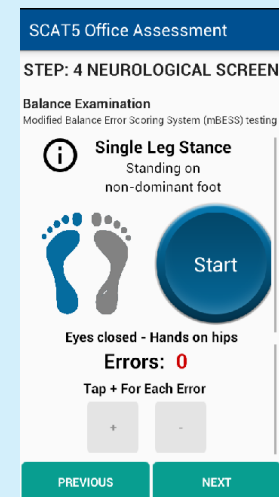 SCAT5 Office Assessment
STEP: 4 NEUROLOGICAL SCREEN
Balance Examination
Modified Balance Error Scoring System (mBESS) testing
Single Leg Stance
Standing on
non-dominant foot
Start
Eyes closed - Hands on hips
Errors: 0
Tap + For Each Error
+ -
PREVIOUS NEXT